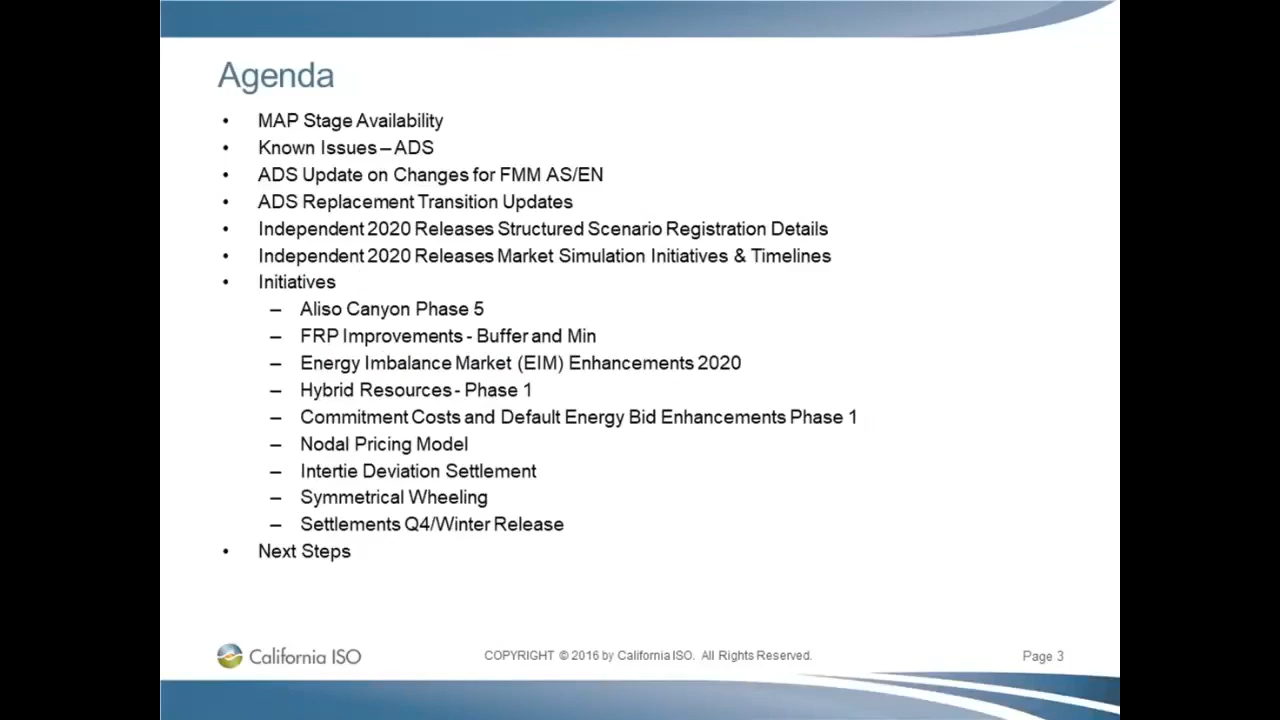 Agenda
• MAP Stage Availability
• Known Issues – ADS
• ADS Update on Changes for FMM AS/EN
• ADS Replacement Transition Updates
• Independent 2020 Releases Structured Scenario Registration Details
• Independent 2020 Releases Market Simulation Initiatives & Timelines
• Initiatives
– Aliso Canyon Phase 5
– FRP Improvements - Buffer and Min
– Energy Imbalance Market (EIM) Enhancements 2020
– Hybrid Resources - Phase 1
– Commitment Costs and Default Energy Bid Enhancements Phase 1
– Nodal Pricing Model
– Intertie Deviation Settlement
– Symmetrical Wheeling
– Settlements Q4/Winter Release
• Next Steps
California ISO
COPYRIGHT © 2016 by California ISO. All Rights Reserved.
Page 3